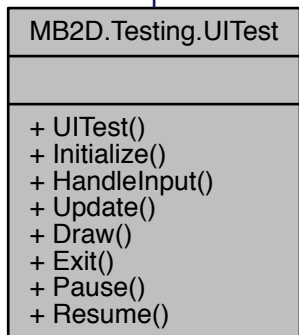 MB2D.Testing.UITest
+ UITest()
+ Initialize()
+ HandleInput()
+ Update()
+ Draw()
+ Exit()
+ Pause()
+ Resume()